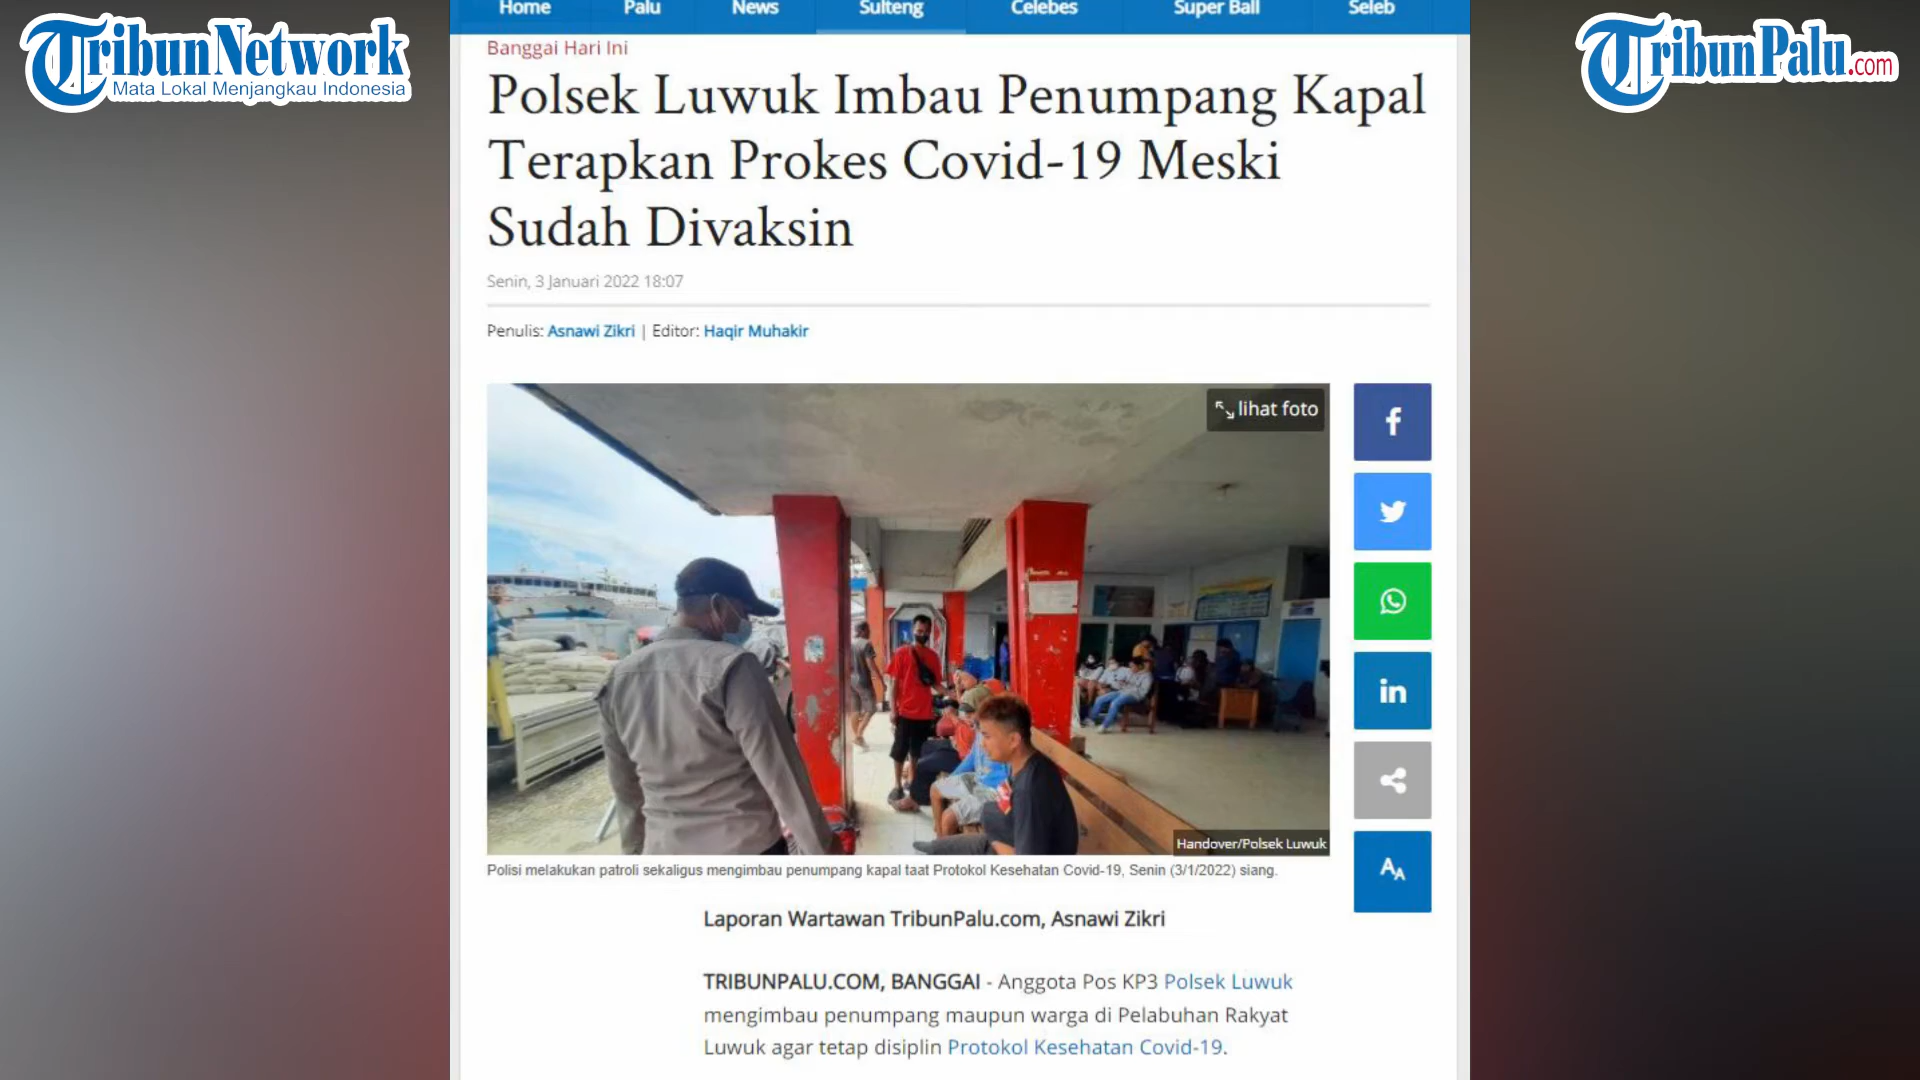 TribunNetwork
Mata Lokal Menjangkau Indonesia
Home Palu News Sulteng Celebes Super Ball Seleb
TribunPalu.com
Banggai Hari Ini
Polsek Luwuk Imbau Penumpang Kapal
Terapkan Prokes Covid-19 Meski
Sudah Divaksin
Senin, 3 Januari 2022 18:07
Penulis: Asnawi Zikri | Editor: Haqir Muhakir
lihat foto
f
in
Handover/Polsek Luwuk
AA
Polisi melakukan patroli sekaligus mengimbau penumpang kapal taat Protokol Kesehatan Covid-19, Senin (3/1/2022) siang.
Laporan Wartawan TribunPalu.com, Asnawi Zikri
TRIBUNPALU.COM, BANGGAI - Anggota Pos KP3 Polsek Luwuk
mengimbau penumpang maupun warga di Pelabuhan Rakyat
Luwuk agar tetap disiplin Protokol Kesehatan Covid-19.